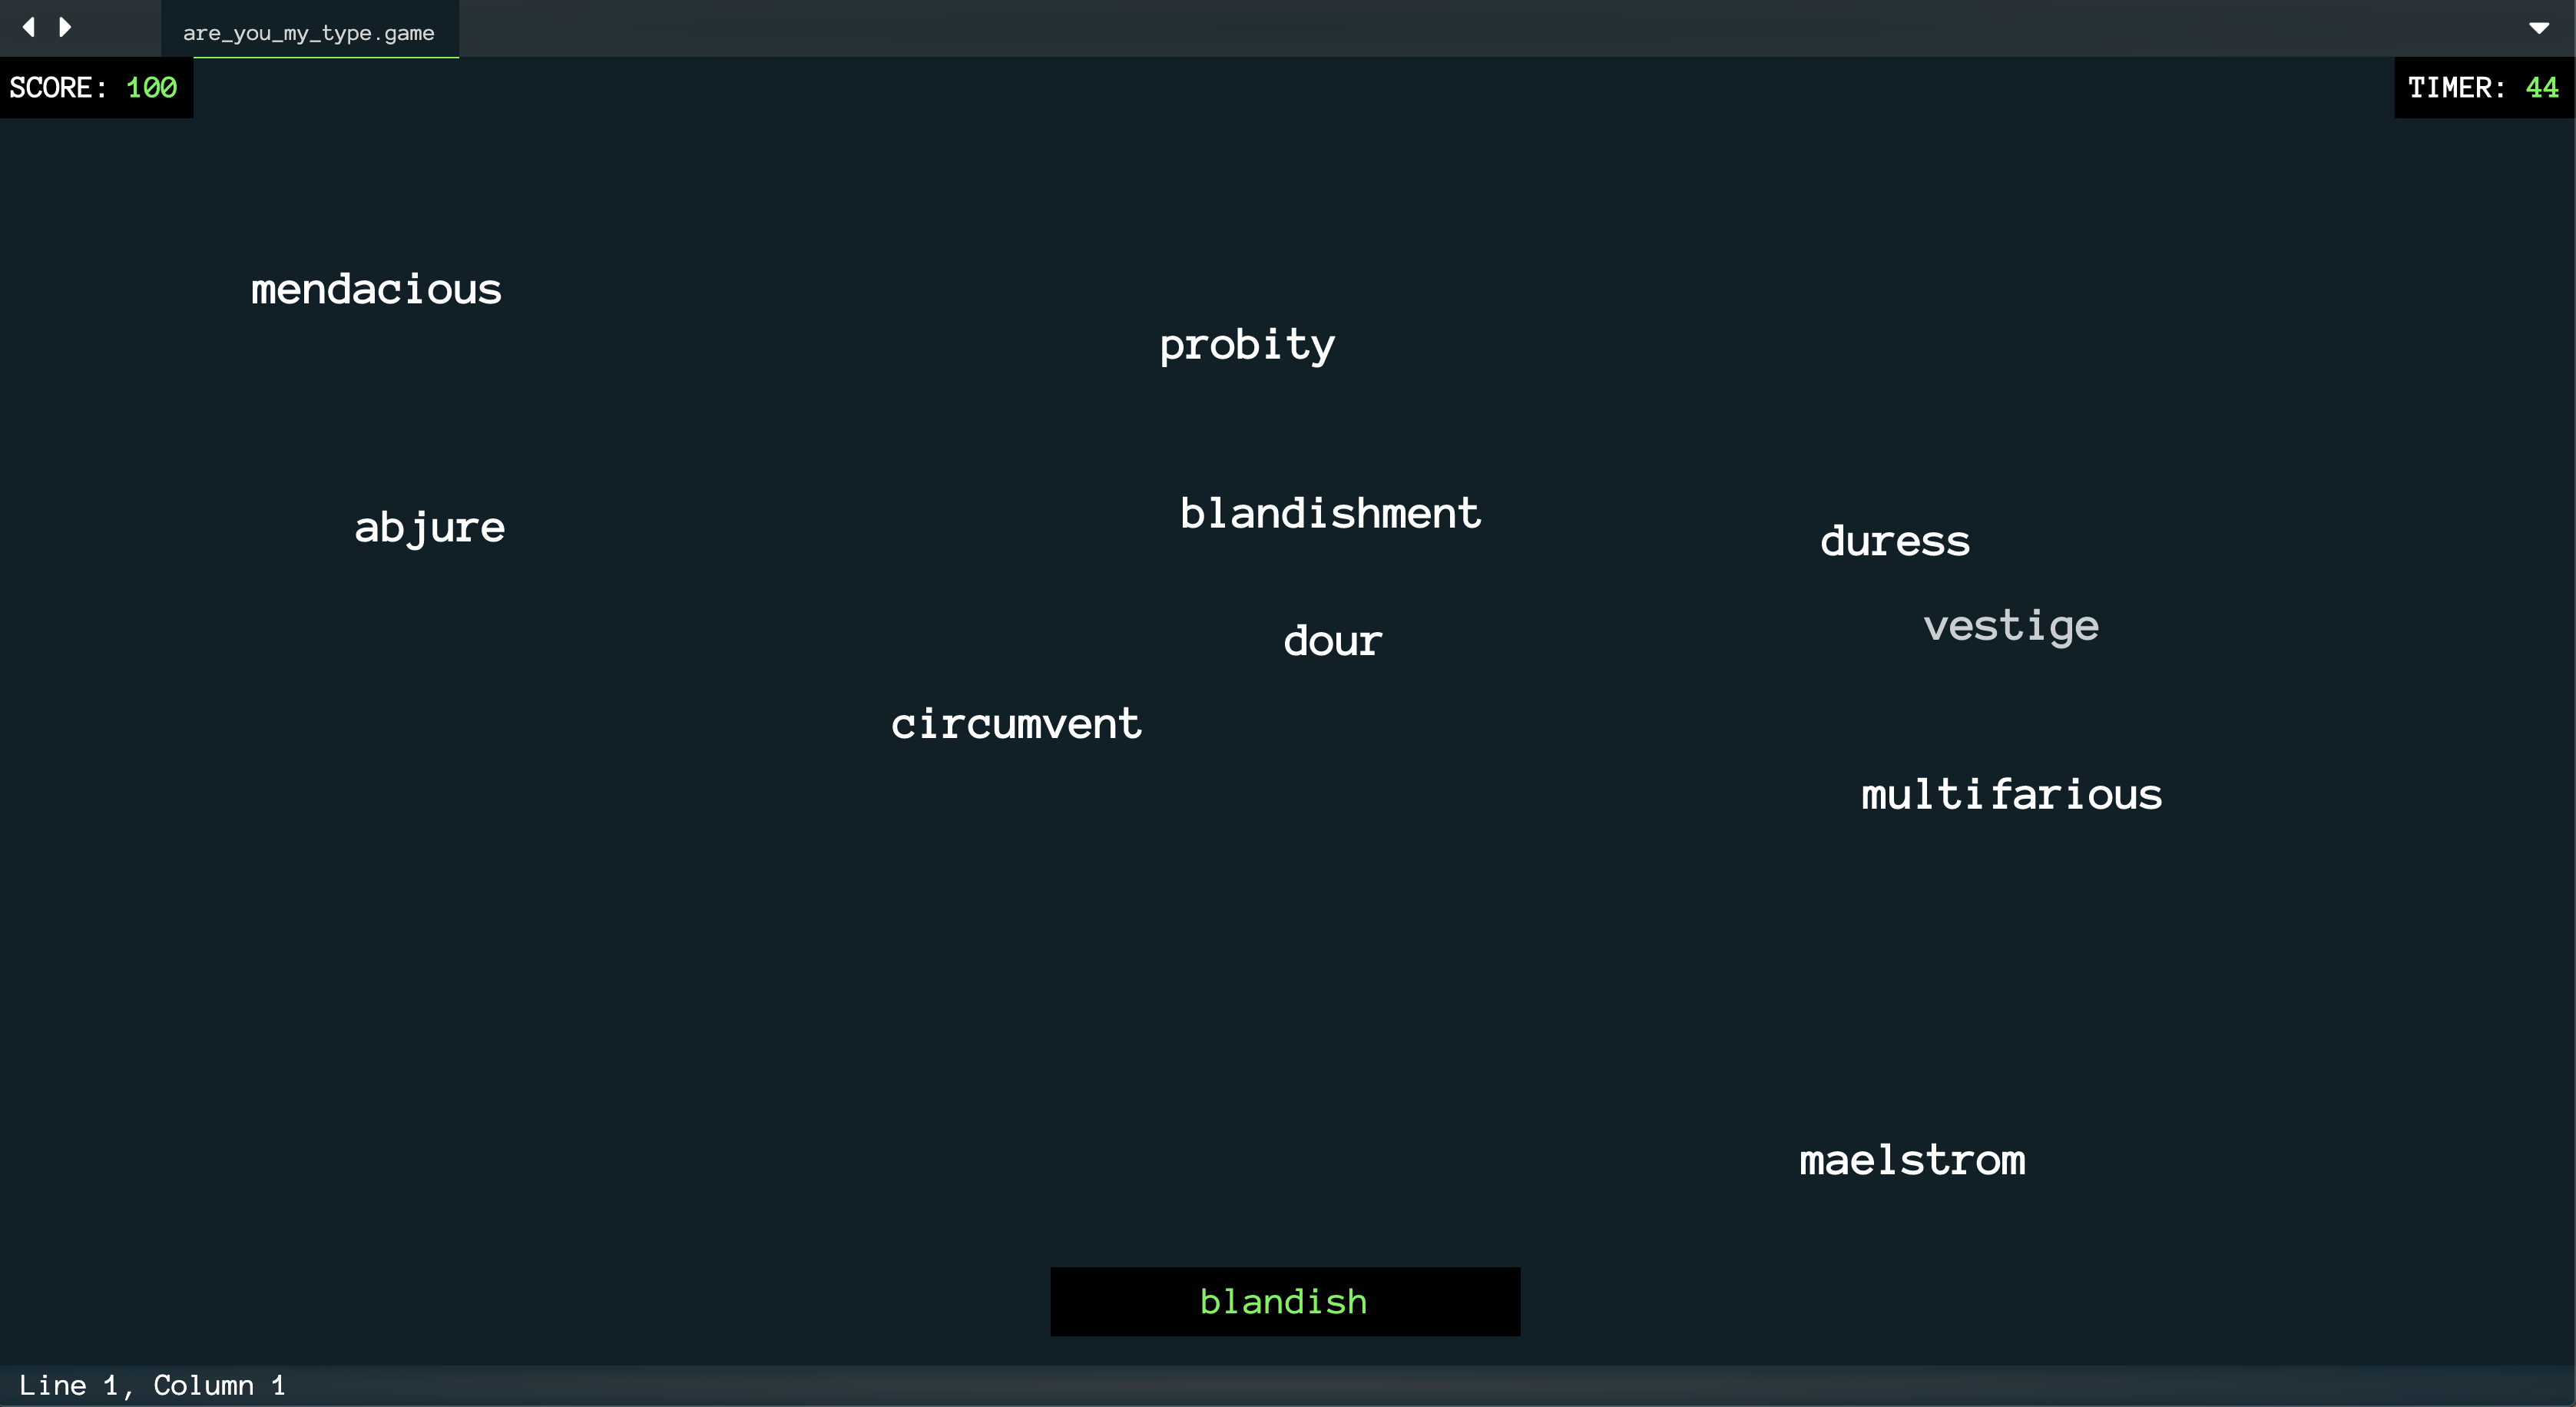 are_you_my_type.game
SCORE: 100
TIMER: 44
mendacious
probity
blandishment
abjure
duress
vestige
dour
circumvent
multifarious
maelstrom
blandish
Line 1, Column 1